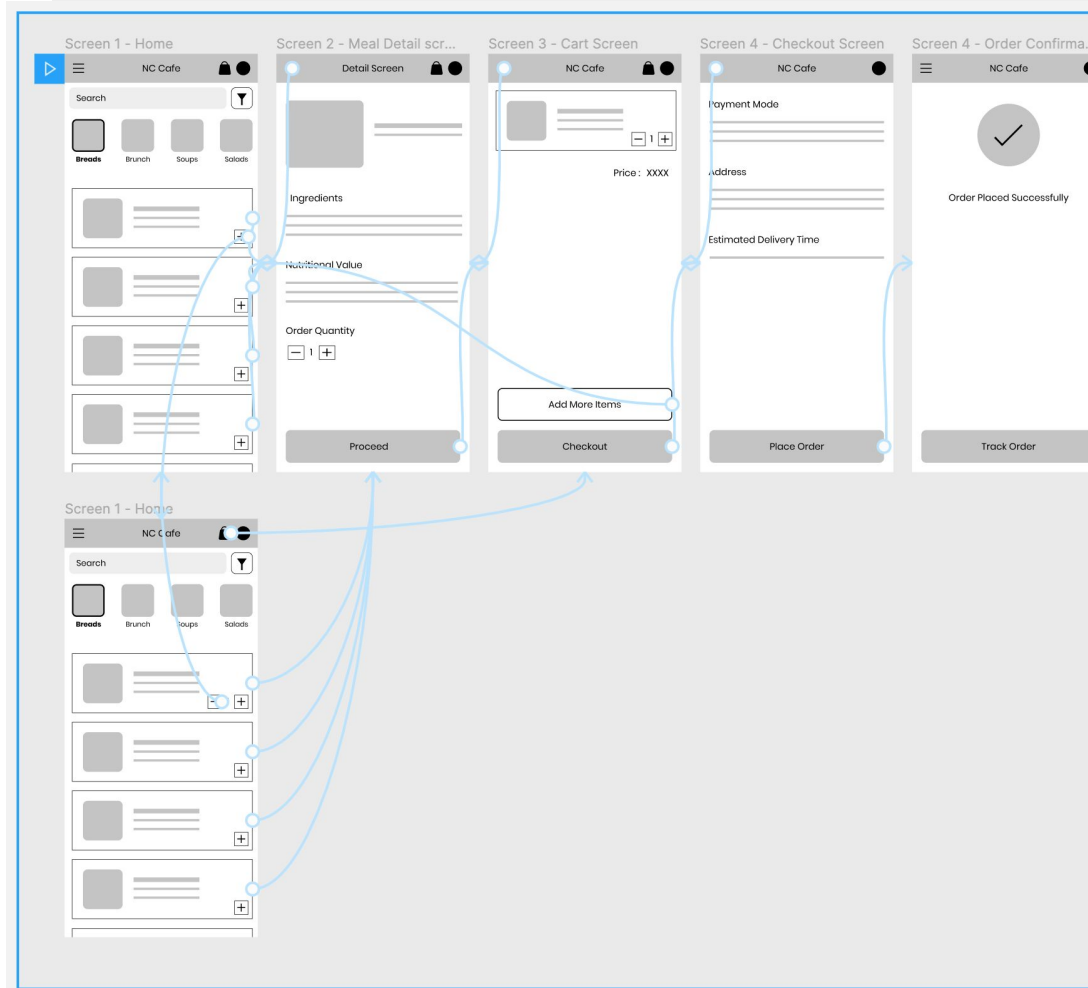 Screen 1 - Home
NC Cafe
Search
Breads Brunch Soups Salads
Screen 2 - Meal Detail scr...
Detail Screen
Ingredients
Nutritional Value
Order Quantity
1
Proceed
Screen 3 - Cart Screen
NC Cafe
1
Price : XXXX
Add More Items
Checkout
Screen 4 - Checkout Screen
NC Cafe
Payment Mode
Address
Estimated Delivery Time
Place Order
Screen 4 - Order Confirma.
NC Cafe
Order Placed Successfully
Track Order
Screen 1 - Home
NC Cafe
Search
Breads Brunch Soups Salads